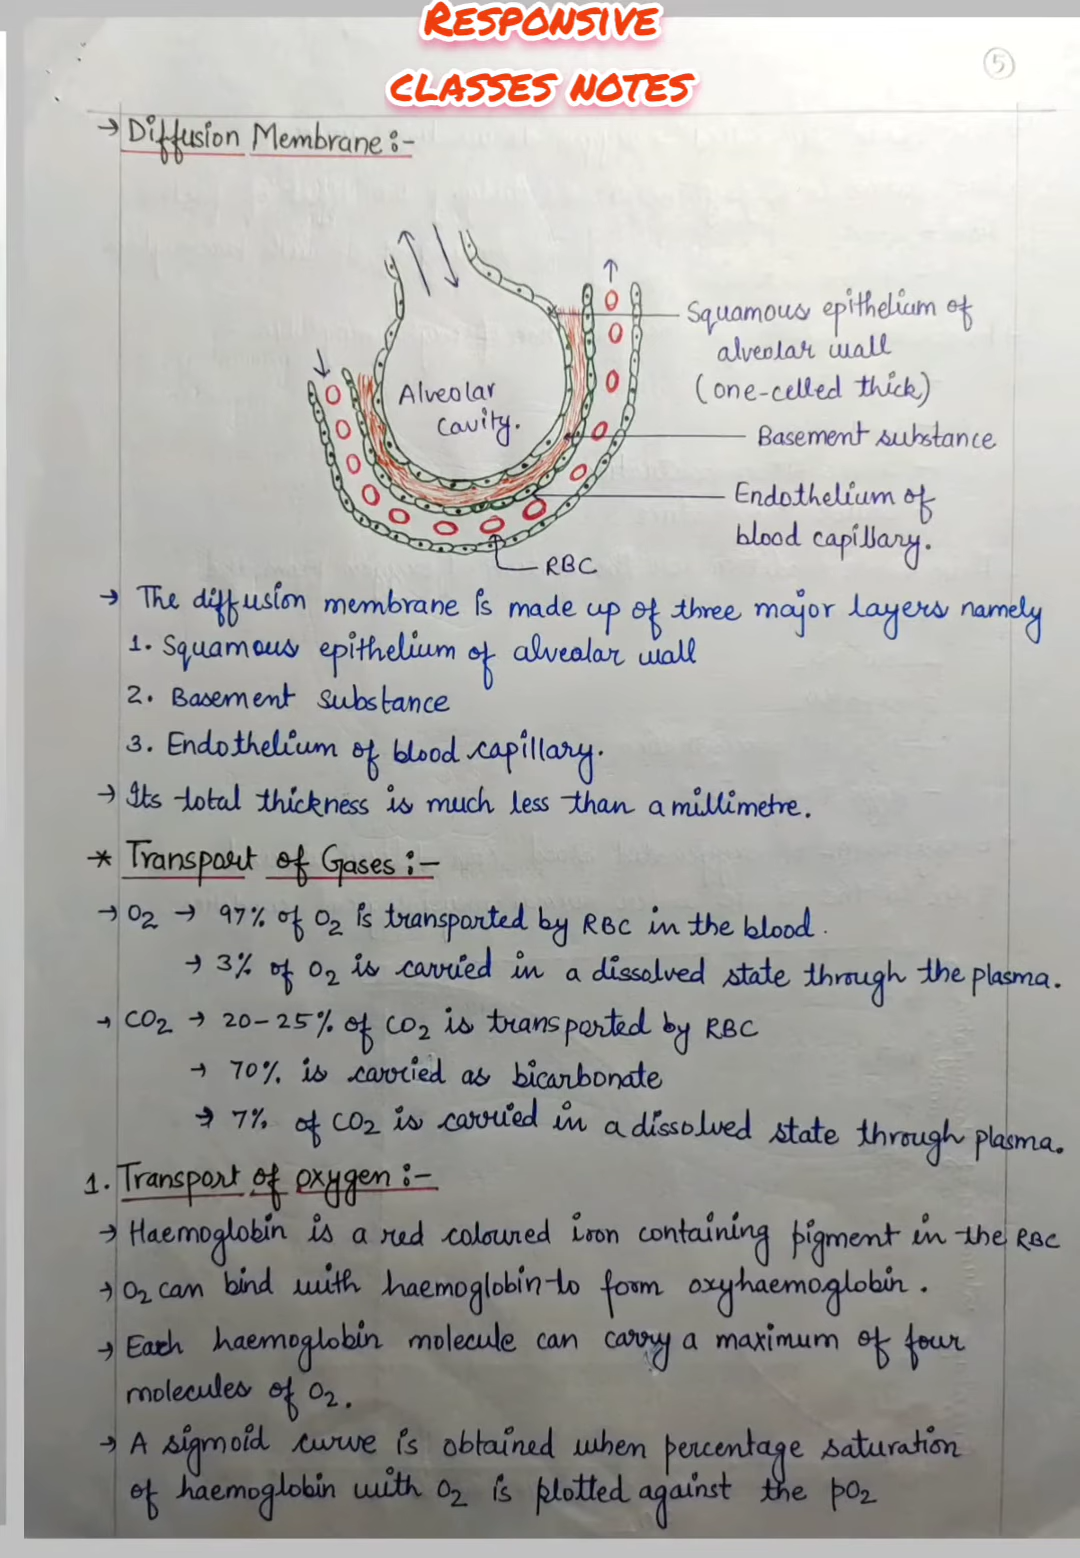 RESPONSIVE
CLASSES NOTES
5
→ Diffusion Membrane :-
Squamous epithelium of
alveolar wall
(one-celled thick)
Alveolar
cavity.
Basement substance
Endothelium of
blood capillary.
RBC
→ The diffusion membrane is made up of three major layers namely
1. Squamous epithelium of alveolar wall
2. Basement substance
3. Endothelium of blood capillary.
→ Its total thickness is much less than a millimetre.
* Transport of Gases :-
→ O2 → 97% of O2 is transported by RBC in the blood.
→ 3% of O2 is carried in a dissolved state through the plasma.
→ CO2 → 20-25% of CO2 is transported by RBC
→ 70% is carried as bicarbonate
→ 7% of CO2 is carried in a dissolved state through plasma.
1. Transport of oxygen :-
→ Haemoglobin is a red coloured iron containing pigment in the RBC
→ O2 can bind with haemoglobin to form oxyhaemoglobin.
→ Each haemoglobin molecule can carry a maximum of four
molecules of O2.
→ A sigmoid curve is obtained when percentage saturation
of haemoglobin with O2 is plotted against the pO2